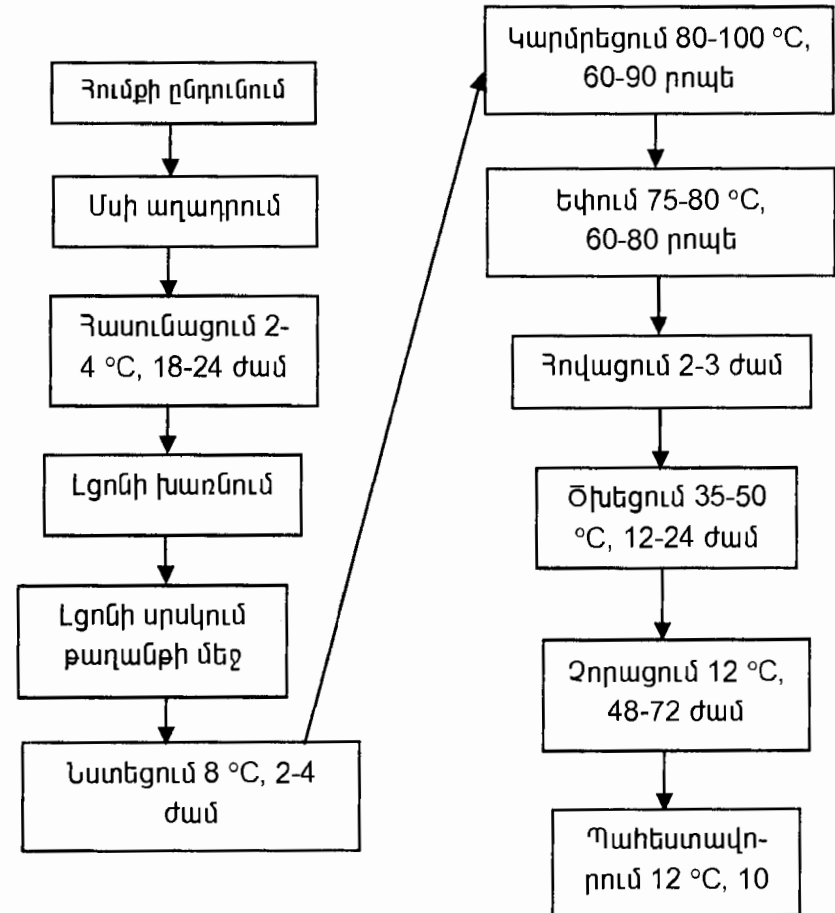 Հումքի ընդունում
Մսի աղադրում
Հասունացում 2-
4 °C, 18-24 ժամ
Լցոնի խառնում
Լցոնի սրսկում
թաղանթի մեջ
Նստեցում 8 °C, 2-4
ժամ
Կարմրեցում 80-100 °C,
60-90 րոպե
Եփում 75-80 °C,
60-80 րոպե
Հովացում 2-3 ժամ
Ծխեցում 35-50
°C, 12-24 ժամ
Չորացում 12 °C,
48-72 ժամ
Պահեստավո-
րում 12 °C, 10